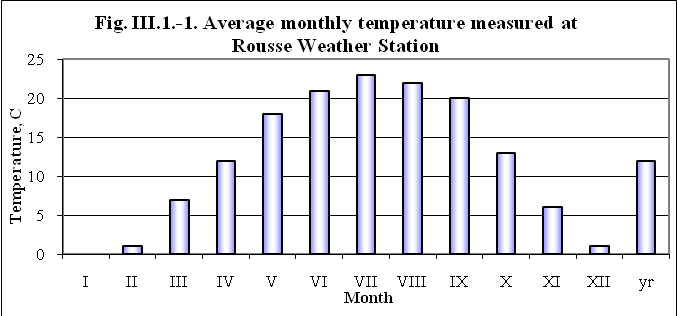 Fig. III.1.-1. Average monthly temperature measured at
Rousse Weather Station
25
20
15
10
5
0
Temperature, C
I II III IV V VI VII VIII IX X XI XII yr
Month